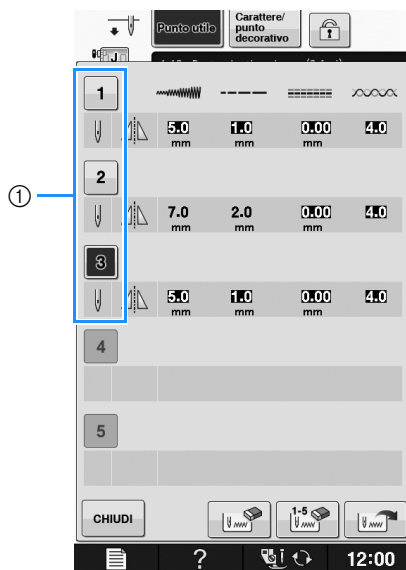 Punto utile
Carattere/
punto
decorativo
J
1
5.0 1.0 0.00 4.0
mm mm mm
2
7.0 2.0 0.00 4.0
mm mm mm
①
3
5.0 1.0 0.00 4.0
mm mm mm
4
5
CHIUDI
1-5
?
12:00